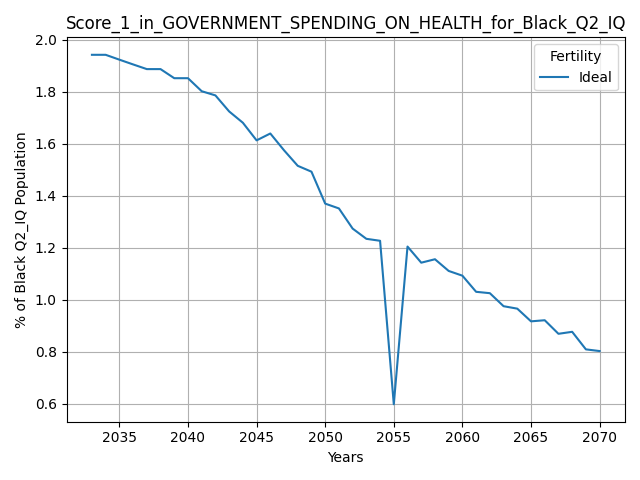 Score_1_in_GOVERNMENT_SPENDING_ON_HEALTH_for_Black_Q2_IQ
Fertility
Ideal
% of Black Q2_IQ Population
2.0
1.8
1.6
1.4
1.2
1.0
0.8
0.6
2035 2040 2045 2050 2055 2060 2065 2070
Years